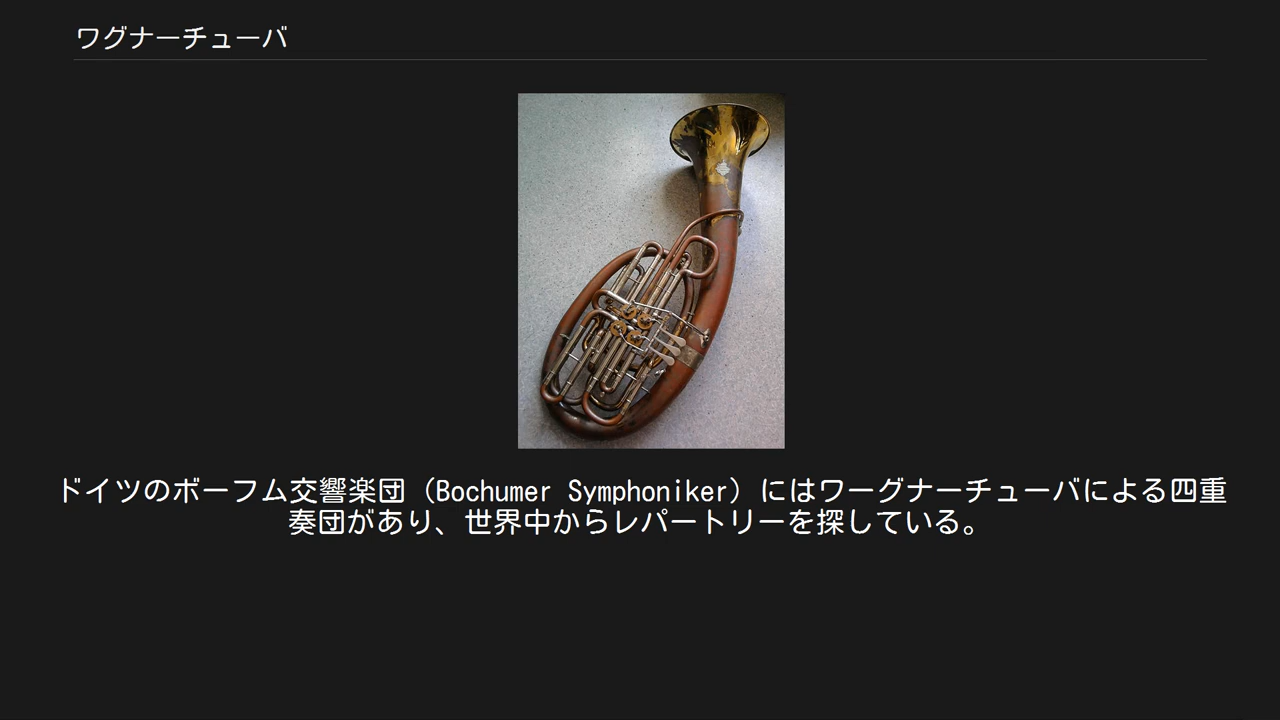 ワグナーチューバ
ドイツのボーフム交響楽団（Bochumer Symphoniker）にはワーグナーチューバによる四重
奏団があり、世界中からレパートリーを探している。